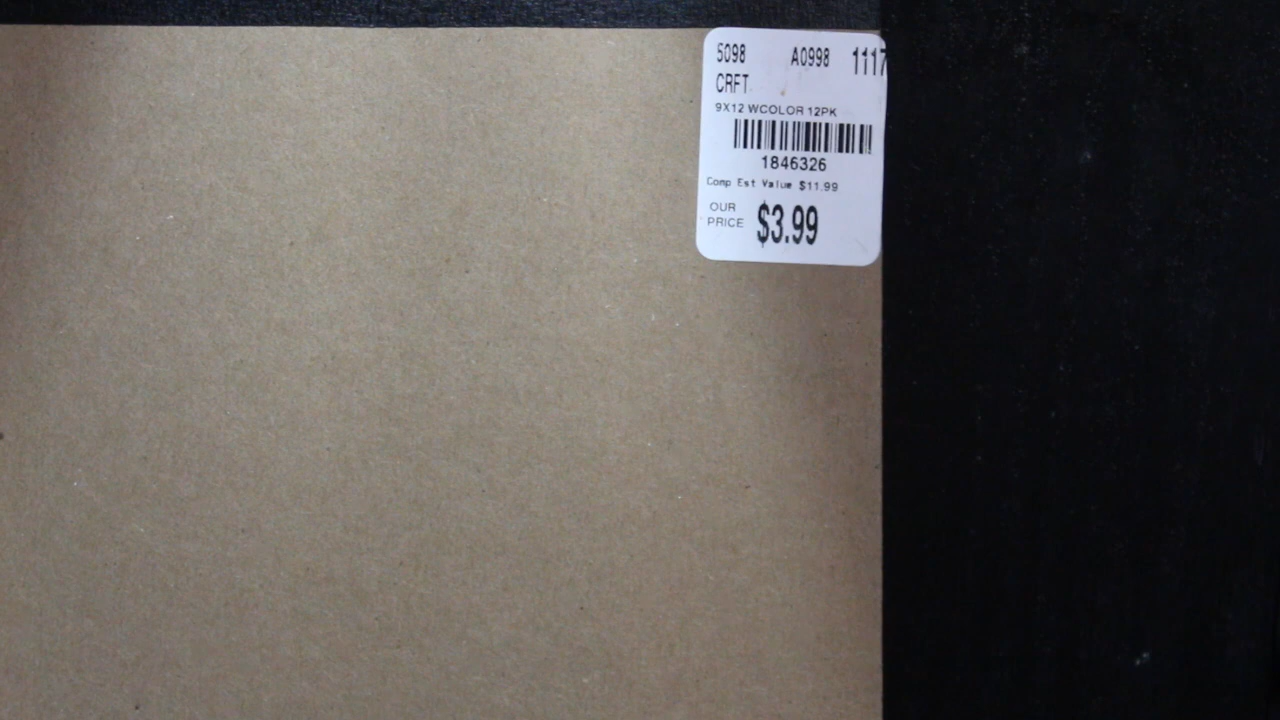 5098 A0998 1117
CRFT
9X12 WCOLOR 12PK
1846326
Comp Est Value $11.99
OUR PRICE $3.99